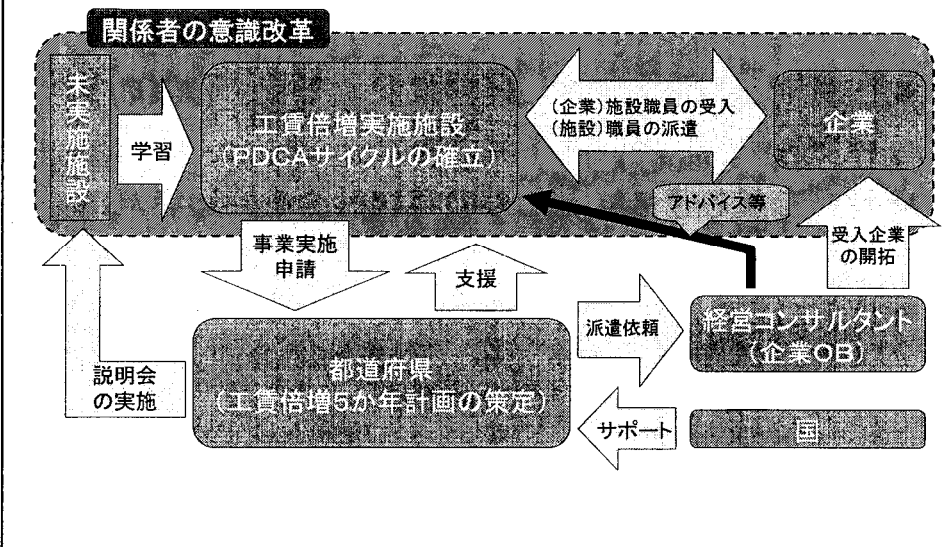 関係者の意識改革
未実施施設
学習
工賃倍増実施施設
(PDCAサイクルの確立)
(企業)施設職員の受入
(施設)職員の派遣
企業
アドバイス等
事業実施
申請
支援
受入企業
の開拓
派遣依頼
経営コンサルタント
(企業OB)
説明会
の実施
都道府県
(工賃倍増5か年計画の策定)
サポート
国